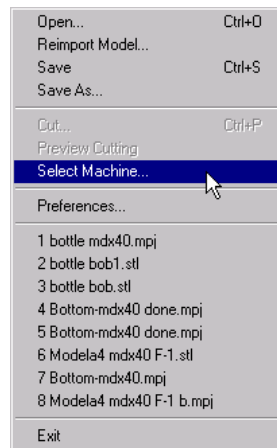 Open... Ctrl+O
Reimport Model...
Save Ctrl+S
Save As...
Cut... Ctrl+P
Preview Cutting
Select Machine...
Preferences...
1 bottle mdx40.mpj
2 bottle bob1.stl
3 bottle bob.stl
4 Bottom-mdx40 done.mpj
5 Bottom-mdx40 done.mpj
6 Modela4 mdx40 F-1.stl
7 Bottom-mdx40.mpj
8 Modela4 mdx40 F-1 b.mpj
Exit